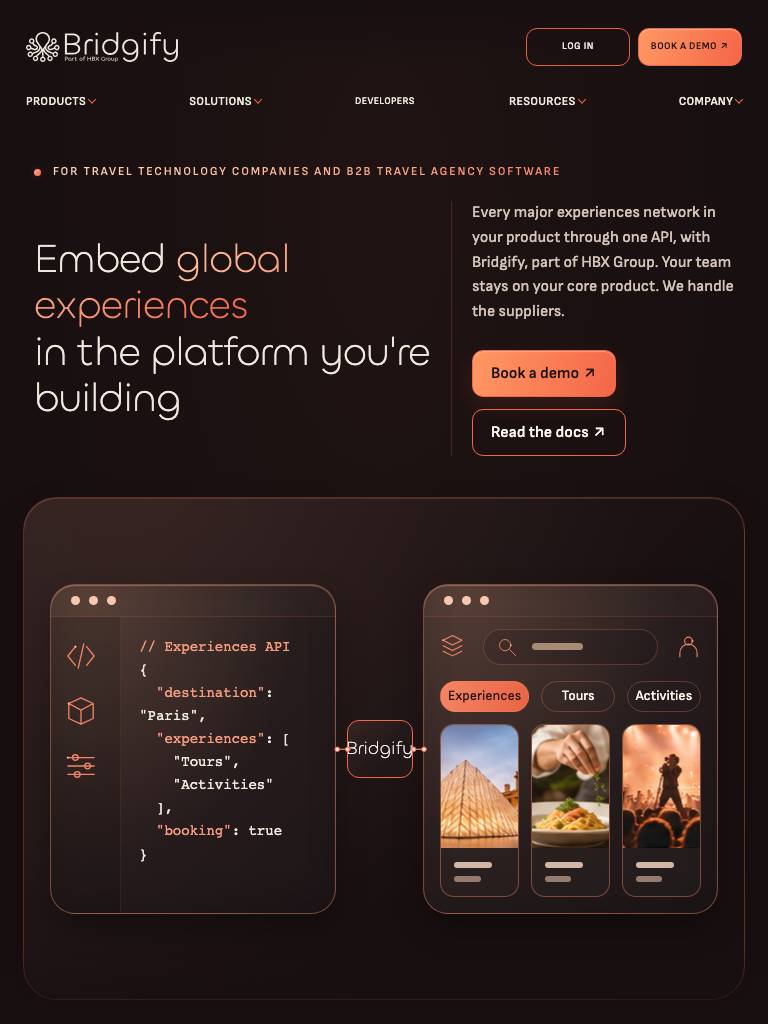 Bridgify
Part of HBX Group
LOG IN
BOOK A DEMO ↗
PRODUCTS
SOLUTIONS
DEVELOPERS
RESOURCES
COMPANY
FOR TRAVEL TECHNOLOGY COMPANIES AND B2B TRAVEL AGENCY SOFTWARE
Embed global
experiences
in the platform you're
building
Every major experiences network in
your product through one API, with
Bridgify, part of HBX Group. Your team
stays on your core product. We handle
the suppliers.
Book a demo ↗
Read the docs ↗
// Experiences API
{
"destination":
"Paris",
"experiences": [
"Tours",
"Activities"
],
"booking": true
}
Bridgify
Experiences
Tours
Activities